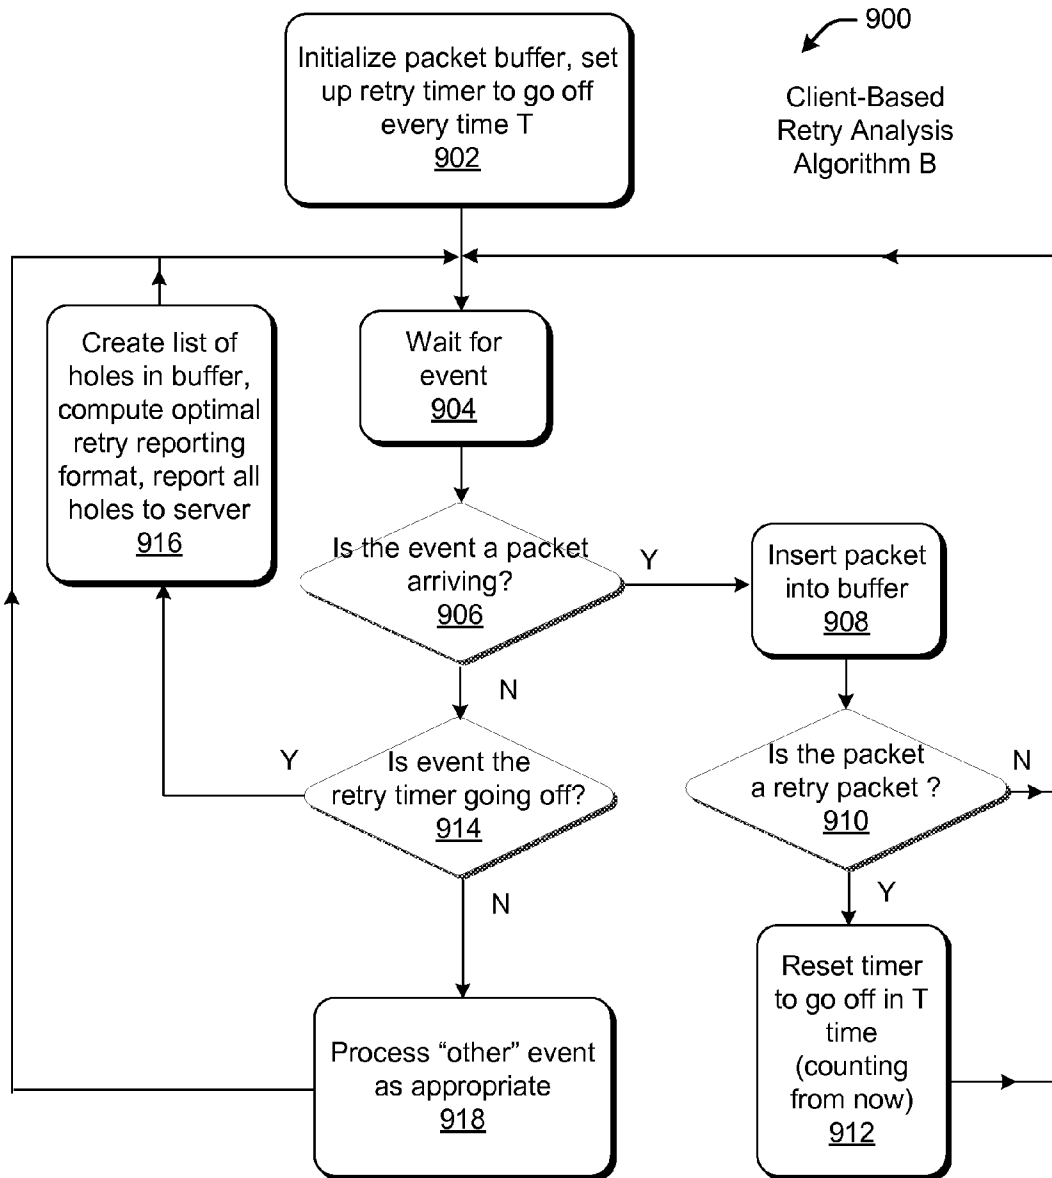 900
Client-Based
Retry Analysis
Algorithm B
Initialize packet buffer, set
up retry timer to go off
every time T
902
Wait for
event
904
Create list of
holes in buffer,
compute optimal
retry reporting
format, report all
holes to server
916
Is the event a packet
arriving?
906
Y
N
Insert packet
into buffer
908
Is the packet
a retry packet ?
910
N
Y
Reset timer
to go off in T
time
(counting
from now)
912
Is event the
retry timer going off?
914
Y
N
Process “other” event
as appropriate
918